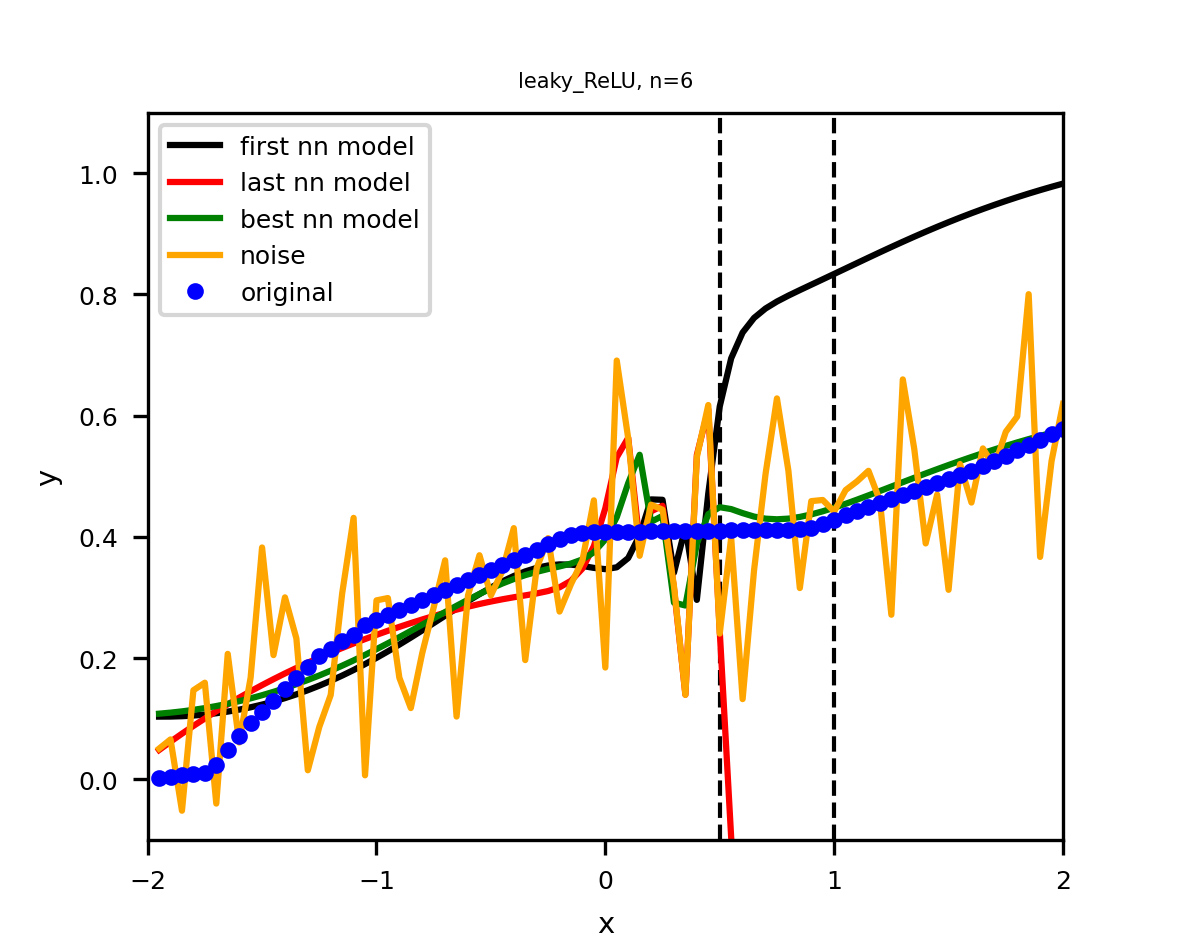 leaky_ReLU, n=6
first nn model
last nn model
best nn model
noise
original
1.0
0.8
0.6
0.4
0.2
0.0
y
−2
−1
0
1
2
x